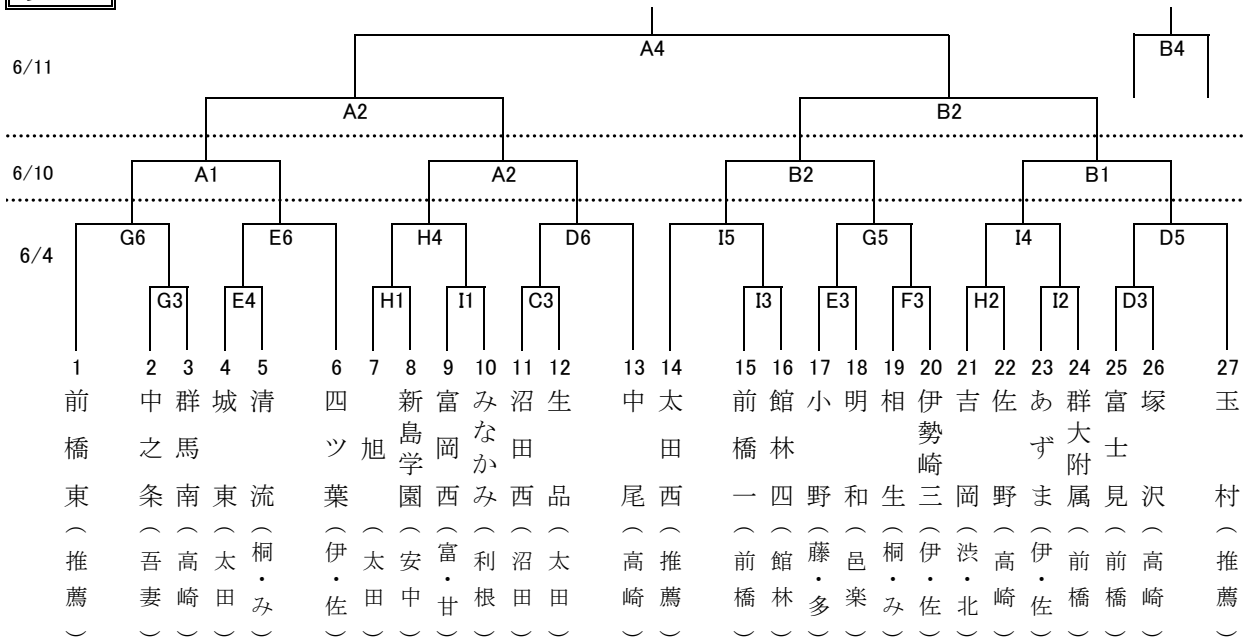 A4
B4
6/11
A2
B2
6/10
A1
A2
B2
B1
6/4
G6
E6
H4
D6
I5
G5
I4
D5
G3
E4
H1
I1
C3
I3
E3
F3
H2
I2
D3
1 2 3 4 5 6 7 8 9 10 11 12 13 14 15 16 17 18 19 20 21 22 23 24 25 26 27
前橋東（推薦）
中之条（吾妻）
群馬南（高崎）
城東（太田）
清流（桐・み）
四ツ葉（伊・佐）
旭（太田）
新島学園（安中）
富岡西（富・甘）
みなかみ（利根）
沼田西（沼田）
生品（太田）
中尾（高崎）
太田西（推薦）
前橋一（前橋）
館林四（館林）
小野（藤・多）
明和（邑楽）
相生（桐・み）
伊勢崎三（伊・佐）
吉岡（渋・北）
佐野（高崎）
あずま（伊・佐）
群大附属（前橋）
富士見（前橋）
塚沢（高崎）
玉村（推薦）